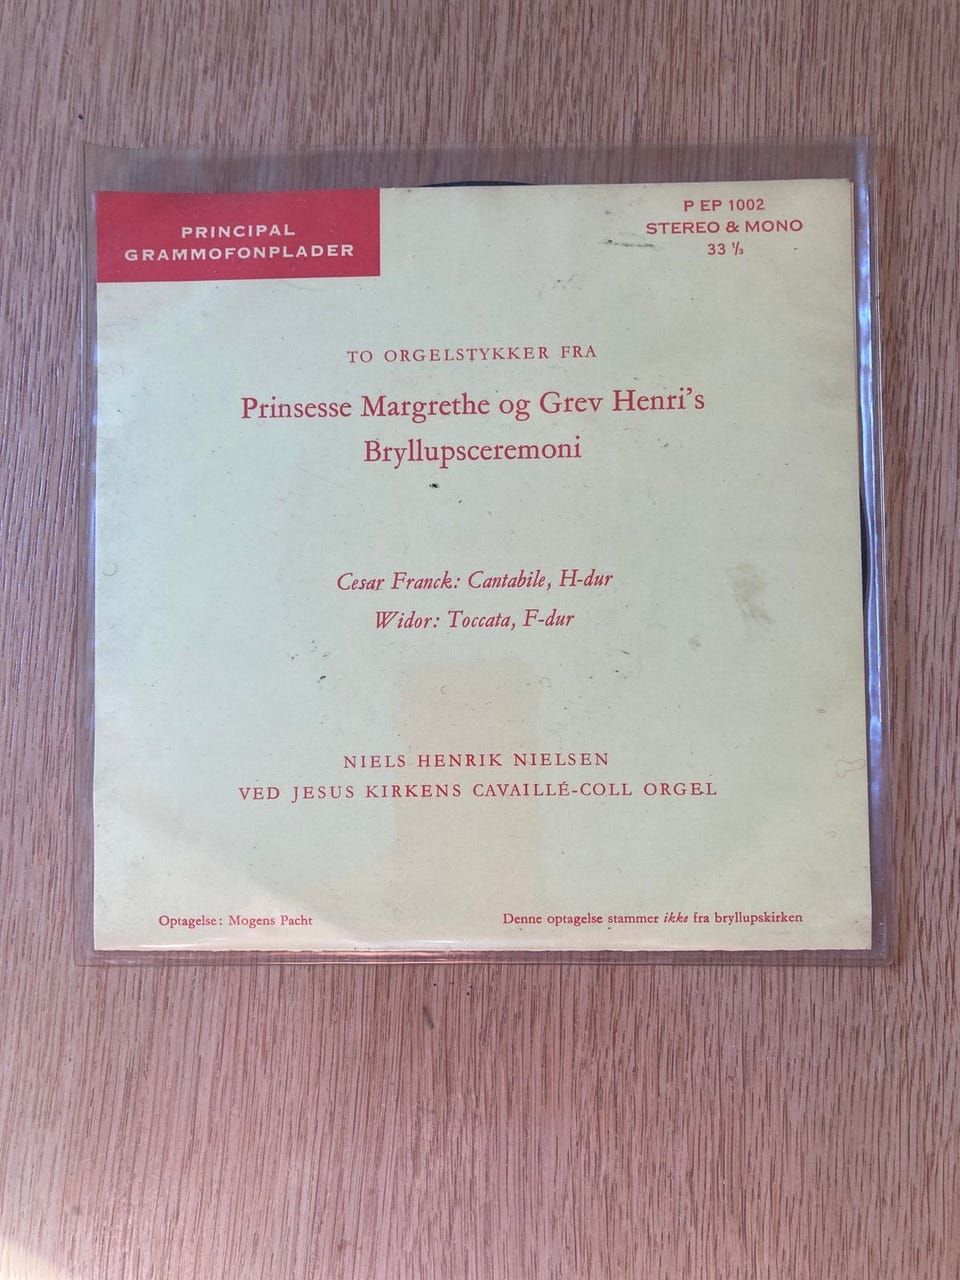 PRINCIPAL
GRAMMOFONPLADER
P EP 1002
STEREO & MONO
33 ⅓
TO ORGELSTYKKER FRA
Prinsesse Margrethe og Grev Henri's
Bryllupsceremoni
Cesar Franck: Cantabile, H-dur
Widor: Toccata, F-dur
NIELS HENRIK NIELSEN
VED JESUS KIRKENS CAVAILLÉ-COLL ORGEL
Optagelse: Mogens Pacht
Denne optagelse stammer ikke fra bryllupskirken